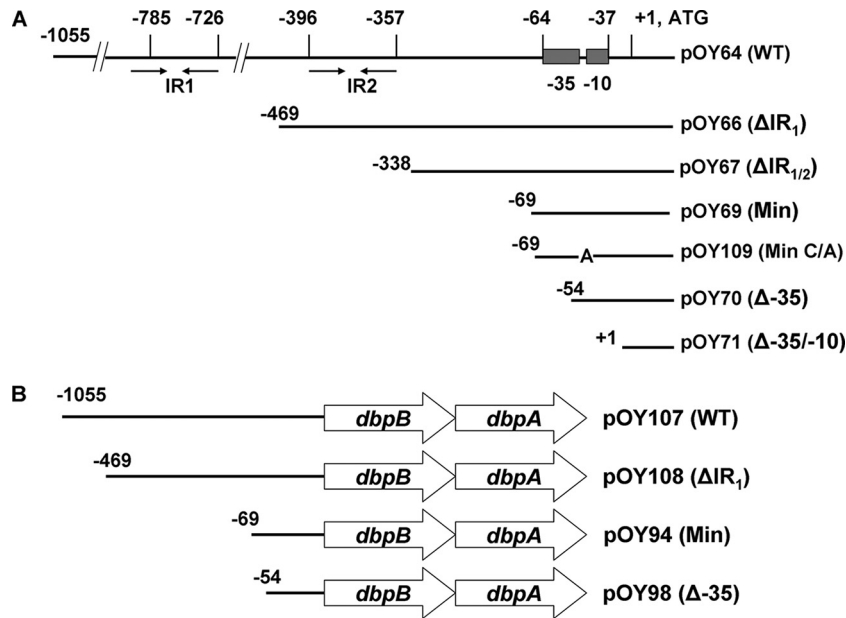 A
-785 -726 -396 -357 -64 -37 +1, ATG
-1055 pOY64 (WT)
IR1 IR2 -35 -10
-469 pOY66 (ΔIR1)
-338 pOY67 (ΔIR1/2)
-69 pOY69 (Min)
-69 A pOY109 (Min C/A)
-54 pOY70 (Δ-35)
+1 pOY71 (Δ-35/-10)
B
-1055 dbpB dbpA pOY107 (WT)
-469 dbpB dbpA pOY108 (ΔIR1)
-69 dbpB dbpA pOY94 (Min)
-54 dbpB dbpA pOY98 (Δ-35)